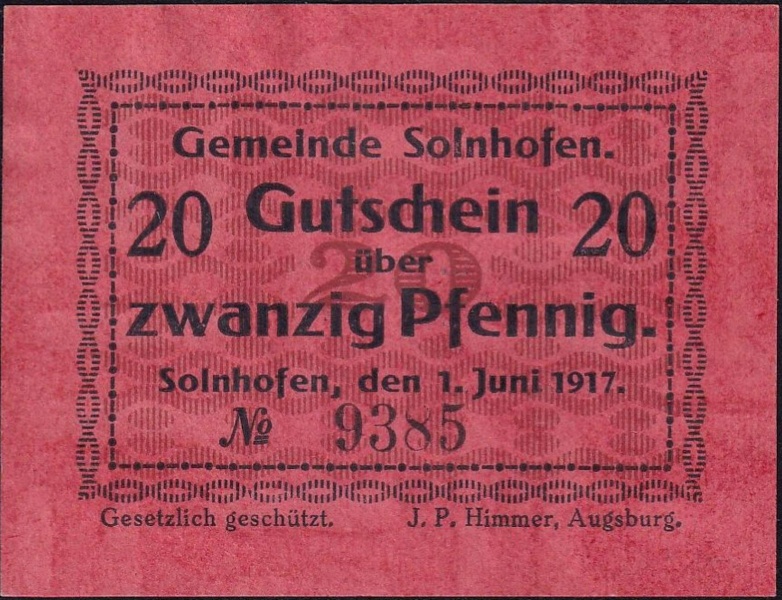 Gemeinde Solnhofen.
20 Gutschein 20
über
20
zwanzig Pfennig.
Solnhofen, den 1. Juni 1917.
№ 9385
Gesetzlich geschützt. J. P. Himmer, Augsburg.